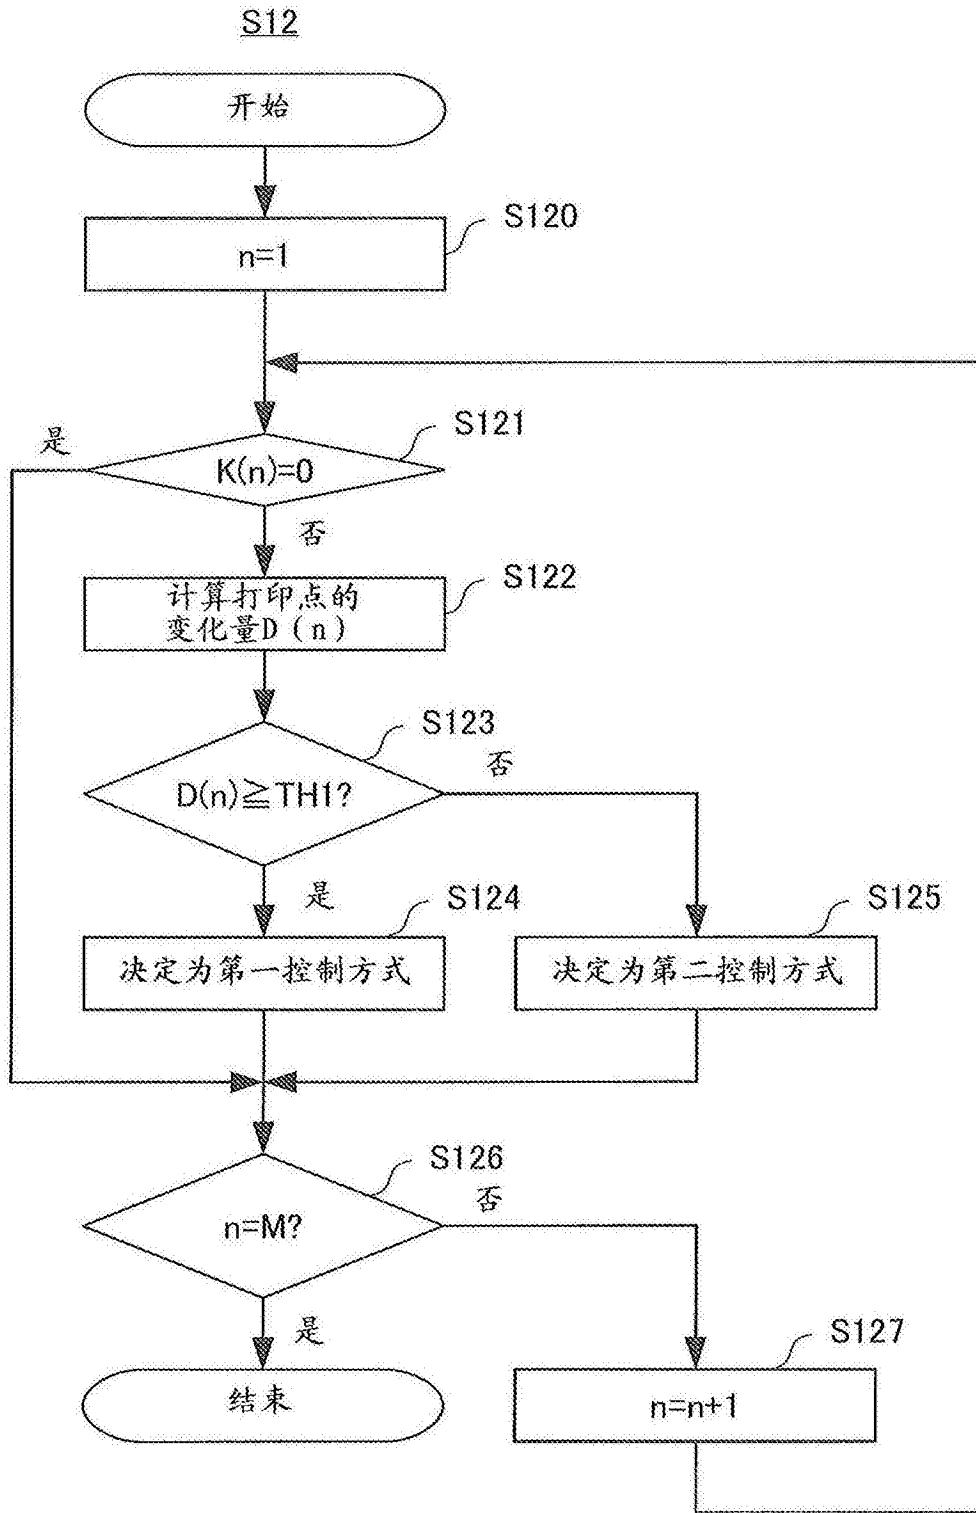 S12
开始
S120
n=1
S121
是
K(n)=0
否
S122
计算打印点的
变化量D（n）
S123
否
D(n)≧TH1?
是
S124
S125
决定为第一控制方式
决定为第二控制方式
S126
否
n=M?
是
S127
结束
n=n+1